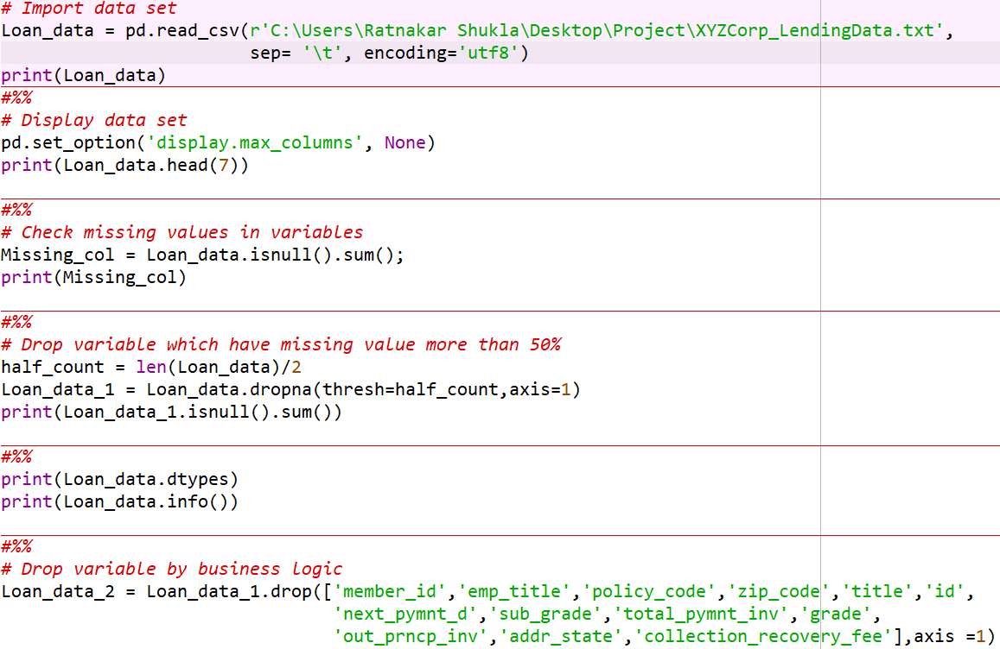 # Import data set
Loan_data = pd.read_csv(r'C:\Users\Ratnakar Shukla\Desktop\Project\XYZCorp_LendingData.txt',
                        sep= '\t', encoding='utf8')
print(Loan_data)
#%%
# Display data set
pd.set_option('display.max_columns', None)
print(Loan_data.head(7))
#%%
# Check missing values in variables
Missing_col = Loan_data.isnull().sum();
print(Missing_col)
#%%
# Drop variable which have missing value more than 50%
half_count = len(Loan_data)/2
Loan_data_1 = Loan_data.dropna(thresh=half_count,axis=1)
print(Loan_data_1.isnull().sum())
#%%
print(Loan_data.dtypes)
print(Loan_data.info())
#%%
# Drop variable by business logic
Loan_data_2 = Loan_data_1.drop(['member_id','emp_title','policy_code','zip_code','title','id',
                                'next_pymnt_d','sub_grade','total_pymnt_inv','grade',
                                'out_prncp_inv','addr_state','collection_recovery_fee'],axis =1)